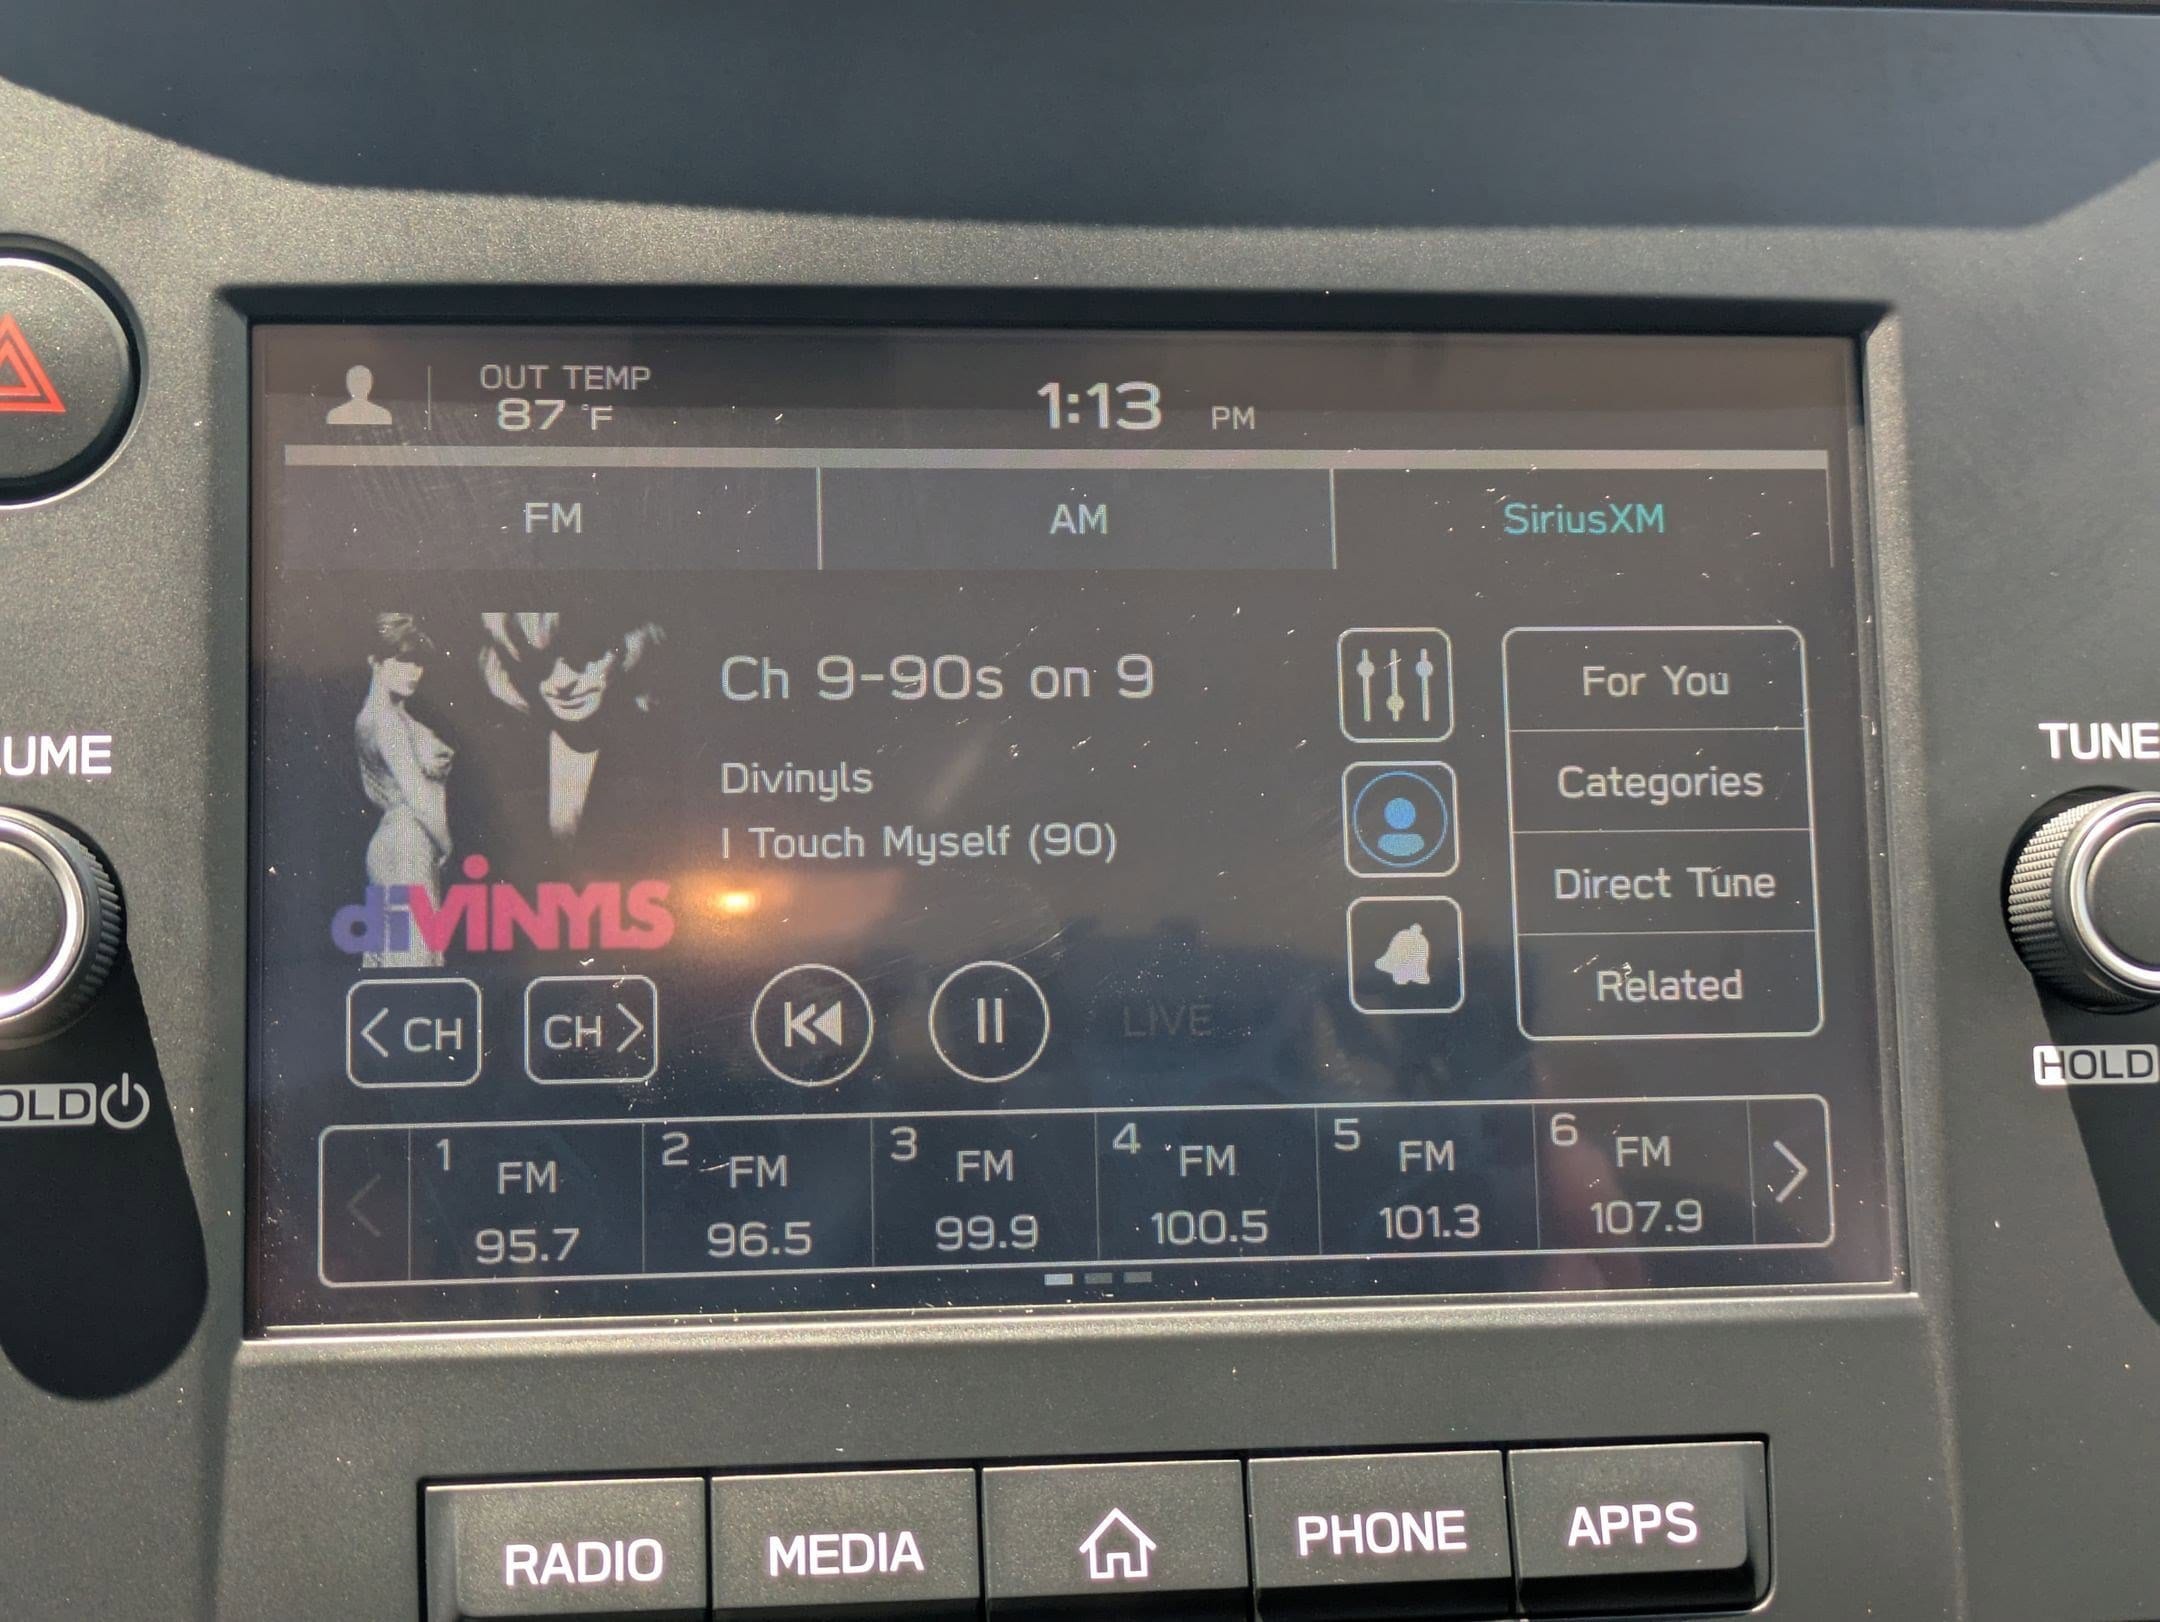 OUT TEMP
87 °F
1:13 PM
FM
AM
SiriusXM
Ch 9-90s on 9
Divinyls
I Touch Myself (90)
diVINYLS
For You
Categories
Direct Tune
Related
< CH
CH >
LIVE
1 FM 95.7
2 FM 96.5
3 FM 99.9
4 FM 100.5
5 FM 101.3
6 FM 107.9
UME
OLD
TUNE
HOLD
RADIO
MEDIA
PHONE
APPS